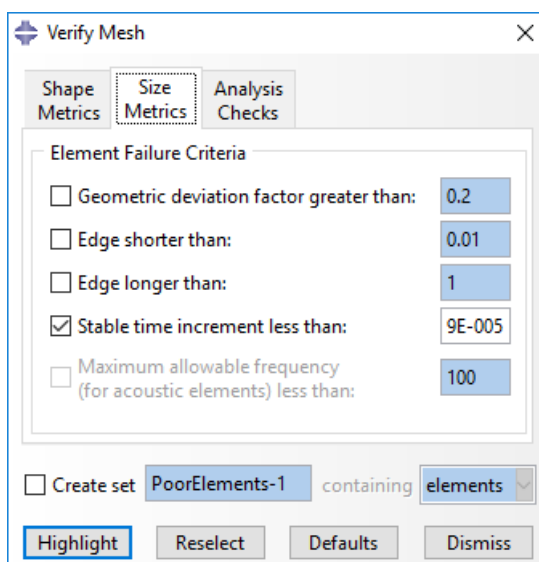 Verify Mesh
Shape Metrics
Size Metrics
Analysis Checks
Element Failure Criteria
Geometric deviation factor greater than: 0.2
Edge shorter than: 0.01
Edge longer than: 1
Stable time increment less than: 9E-005
Maximum allowable frequency
(for acoustic elements) less than: 100
Create set PoorElements-1 containing elements
Highlight Reselect Defaults Dismiss